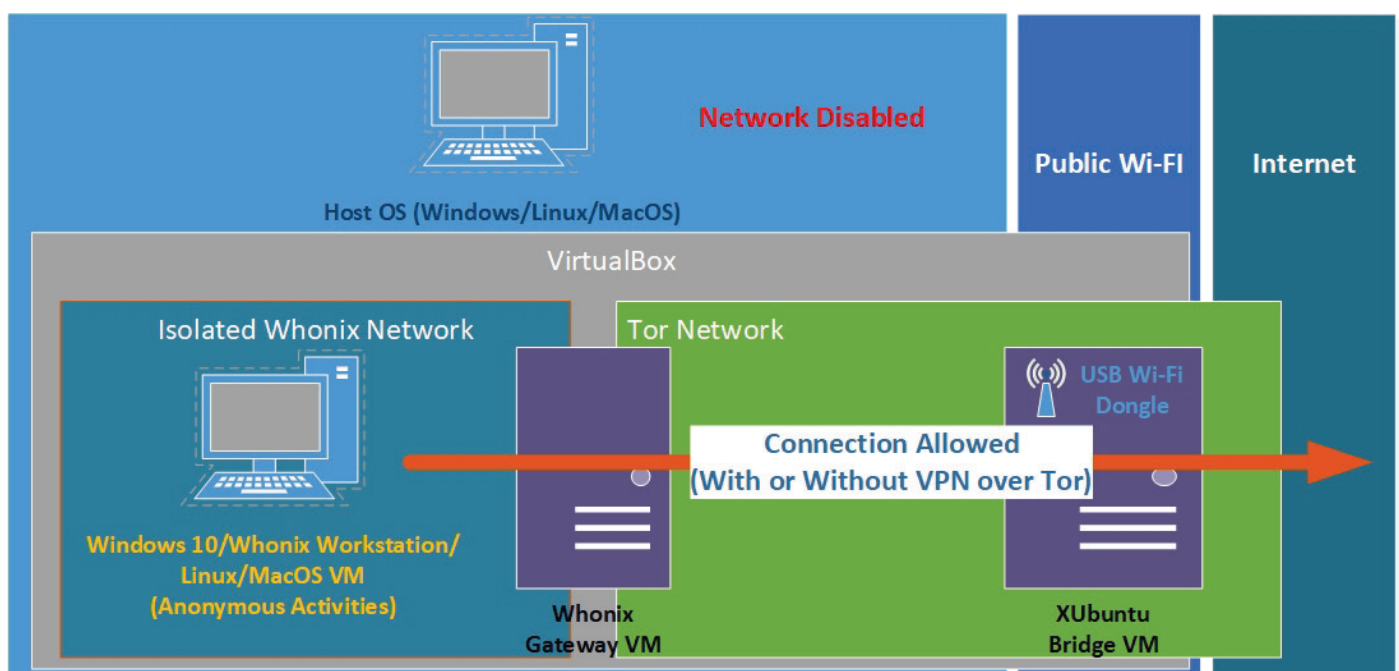 Network Disabled
Public Wi-FI
Internet
Host OS (Windows/Linux/MacOS)
VirtualBox
Isolated Whonix Network
Tor Network
USB Wi-Fi
Dongle
Connection Allowed
(With or Without VPN over Tor)
Windows 10/Whonix Workstation/
Linux/MacOS VM
(Anonymous Activities)
Whonix
Gateway VM
XUbuntu
Bridge VM